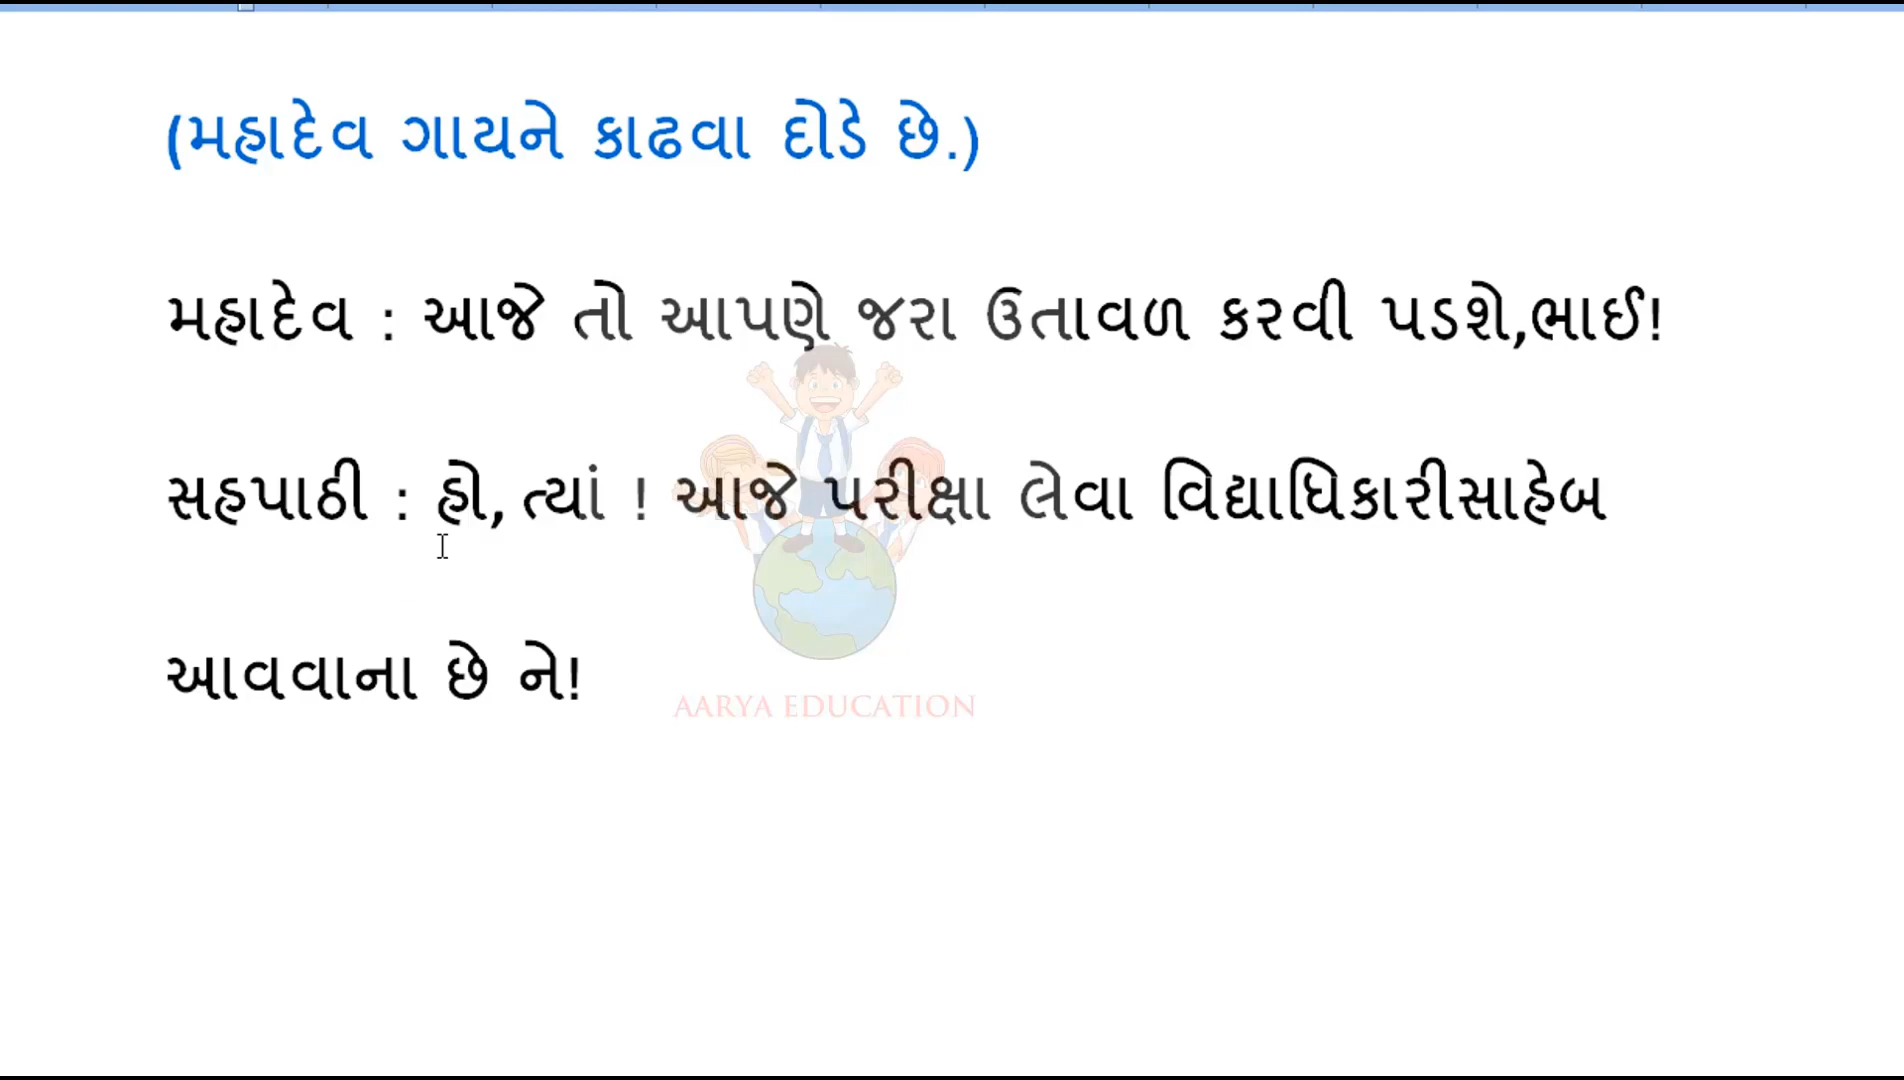 (મહાદેવ ગાયને કાઢવા દોડે છે.)
મહાદેવ : આજે તો આપણે જરા ઉતાવળ કરવી પડશે,ભાઈ!
સહપાઠી : હો, ત્યાં ! આજે પરીક્ષા લેવા વિદ્યાધિકારીસાહેબ
આવવાના છે ને!
AARYA EDUCATION